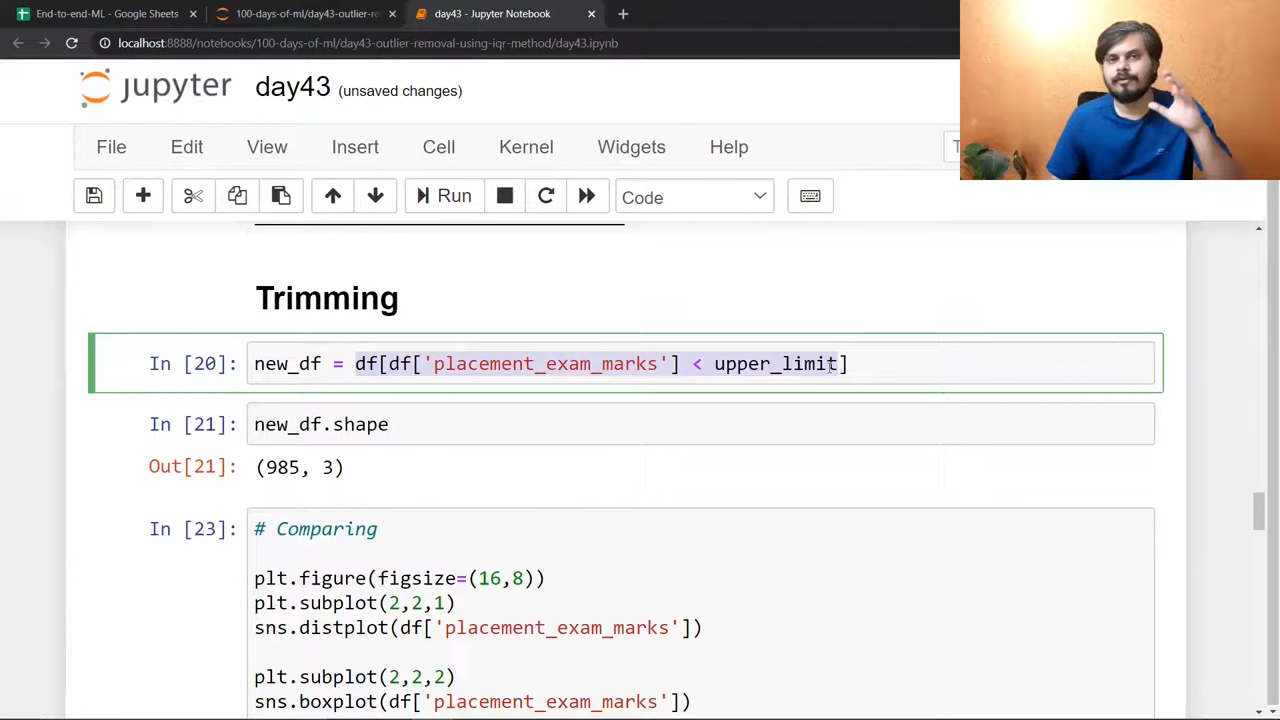 End-to-end-ML - Google Sheets
100-days-of-ml/day43-outlier-re
day43 - Jupyter Notebook
localhost:8888/notebooks/100-days-of-ml/day43-outlier-removal-using-iqr-method/day43.ipynb
jupyter day43 (unsaved changes)
File Edit View Insert Cell Kernel Widgets Help
Run Code
Trimming
In [20]: new_df = df[df['placement_exam_marks'] < upper_limit]
In [21]: new_df.shape
Out[21]: (985, 3)
In [23]: # Comparing
plt.figure(figsize=(16,8))
plt.subplot(2,2,1)
sns.distplot(df['placement_exam_marks'])
plt.subplot(2,2,2)
sns.boxplot(df['placement_exam_marks'])